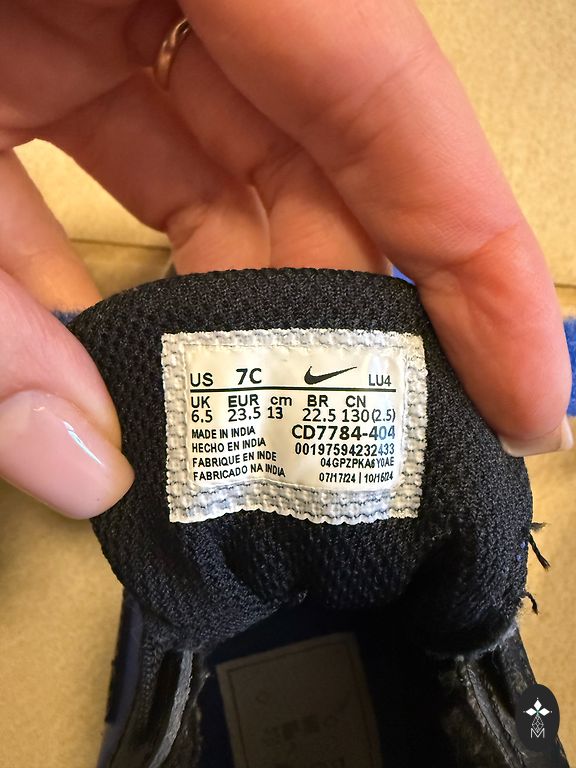 US 7C LU4
UK EUR cm BR CN
6.5 23.5 13 22.5 130(2.5)
MADE IN INDIA CD7784-404
HECHO EN INDIA 00197594232433
FABRIQUE EN INDE 04GPZPKA6Y0AE
FABRICADO NA INDIA 07/17/24 | 10/15/24
M